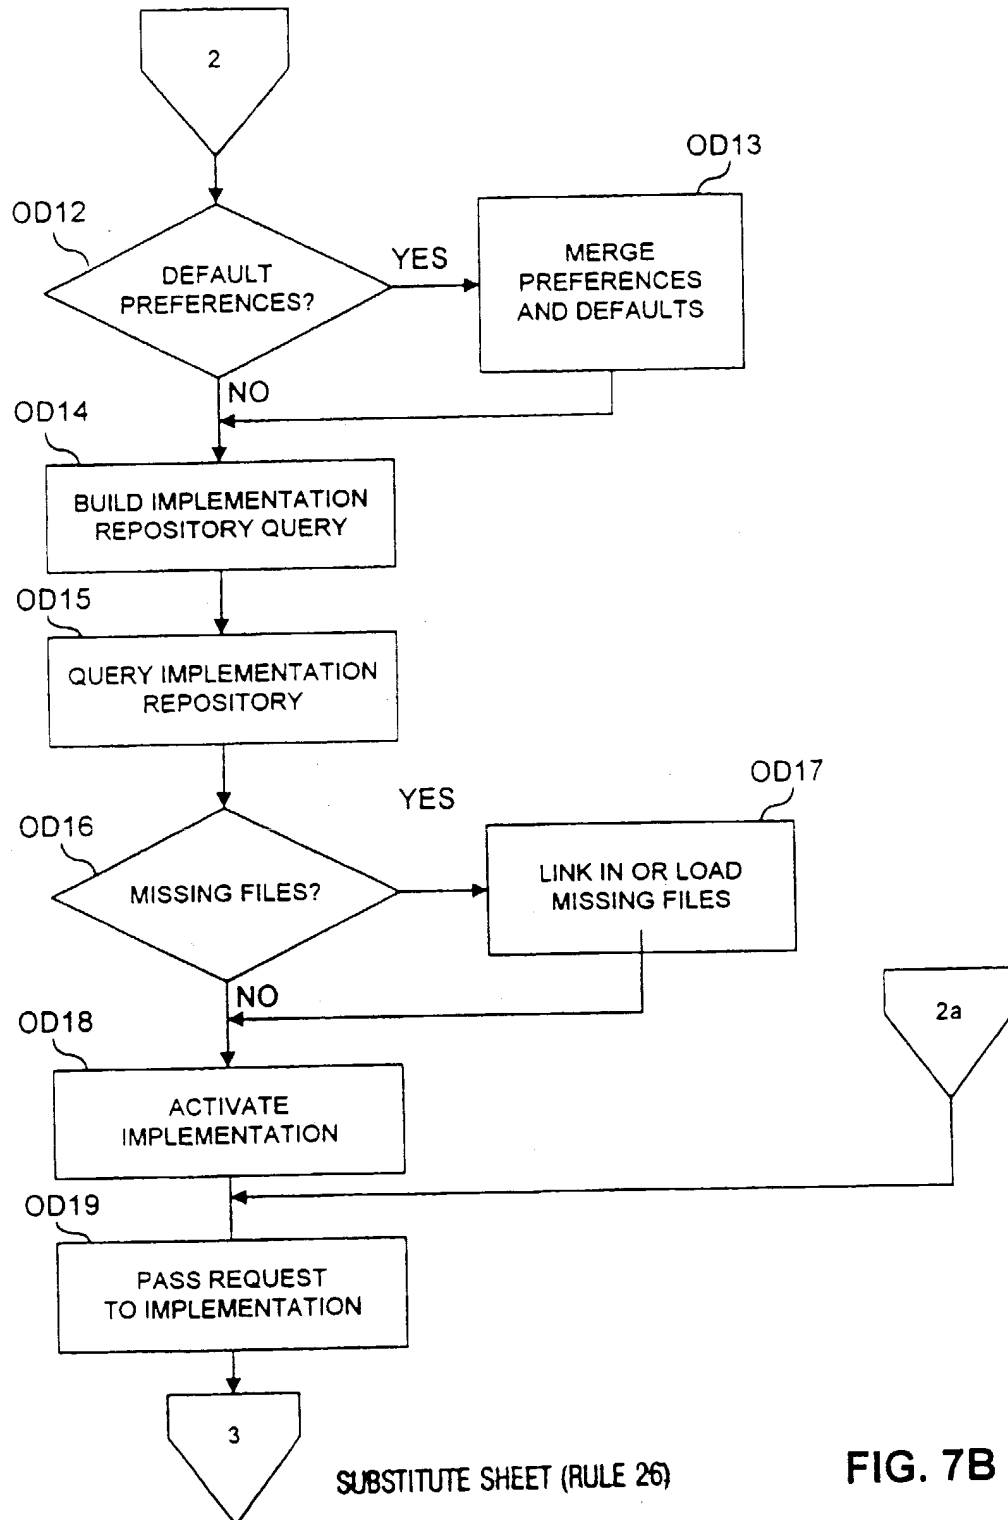 2
OD13
OD12
DEFAULT
PREFERENCES?
YES
MERGE
PREFERENCES
AND DEFAULTS
NO
OD14
BUILD IMPLEMENTATION
REPOSITORY QUERY
OD15
QUERY IMPLEMENTATION
REPOSITORY
OD16
MISSING FILES?
YES
OD17
LINK IN OR LOAD
MISSING FILES
NO
OD18
ACTIVATE
IMPLEMENTATION
2a
OD19
PASS REQUEST
TO IMPLEMENTATION
3
SUBSTITUTE SHEET (RULE 26)
FIG. 7B